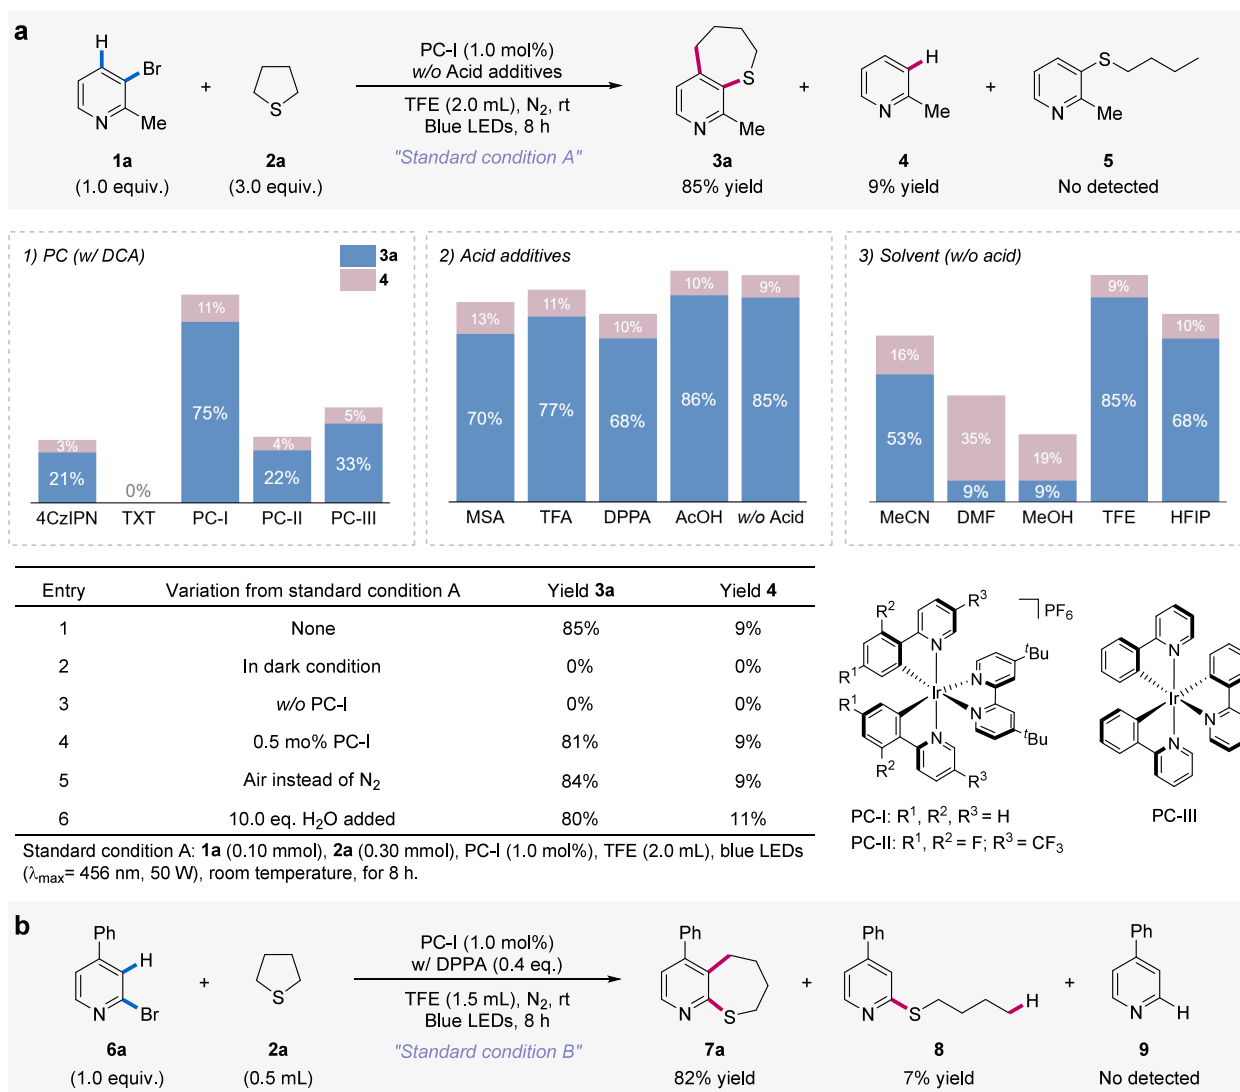 a
H
Br
N
Me
1a
(1.0 equiv.)
+
S
2a
(3.0 equiv.)
PC-I (1.0 mol%)
w/o Acid additives
TFE (2.0 mL), N2, rt
Blue LEDs, 8 h
"Standard condition A"
S
N
Me
3a
85% yield
+
H
N
Me
4
9% yield
+
S
N
Me
5
No detected
1) PC (w/ DCA)
3a
4
3%
21%
0%
11%
75%
4%
22%
5%
33%
4CzIPN TXT PC-I PC-II PC-III
2) Acid additives
13%
70%
11%
77%
10%
68%
10%
86%
9%
85%
MSA TFA DPPA AcOH w/o Acid
3) Solvent (w/o acid)
16%
53%
35%
9%
19%
9%
9%
85%
10%
68%
MeCN DMF MeOH TFE HFIP
Entry Variation from standard condition A Yield 3a Yield 4
1 None 85% 9%
2 In dark condition 0% 0%
3 w/o PC-I 0% 0%
4 0.5 mo% PC-I 81% 9%
5 Air instead of N2 84% 9%
6 10.0 eq. H2O added 80% 11%
Standard condition A: 1a (0.10 mmol), 2a (0.30 mmol), PC-I (1.0 mol%), TFE (2.0 mL), blue LEDs
(λmax= 456 nm, 50 W), room temperature, for 8 h.
R3
R2
PF6
N
tBu
R1
N
Ir
R1
N
tBu
N
R2
R3
PC-I: R1, R2, R3 = H
PC-II: R1, R2 = F; R3 = CF3
N
Ir
N
N
PC-III
b
Ph
H
N
Br
6a
(1.0 equiv.)
+
S
2a
(0.5 mL)
PC-I (1.0 mol%)
w/ DPPA (0.4 eq.)
TFE (1.5 mL), N2, rt
Blue LEDs, 8 h
"Standard condition B"
Ph
N
S
7a
82% yield
+
Ph
H
N
S
8
7% yield
+
Ph
N
H
9
No detected